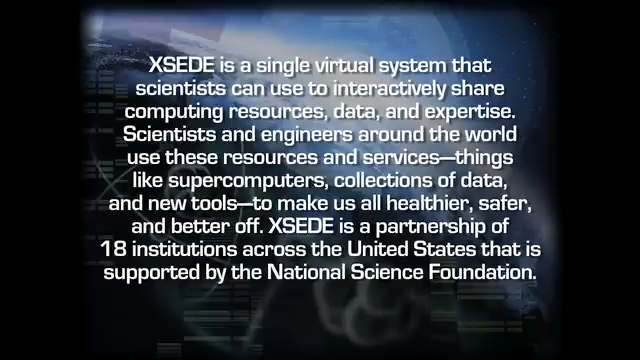 XSEDE is a single virtual system that
scientists can use to interactively share
computing resources, data, and expertise.
Scientists and engineers around the world
use these resources and services—things
like supercomputers, collections of data,
and new tools—to make us all healthier, safer,
and better off. XSEDE is a partnership of
18 institutions across the United States that is
supported by the National Science Foundation.